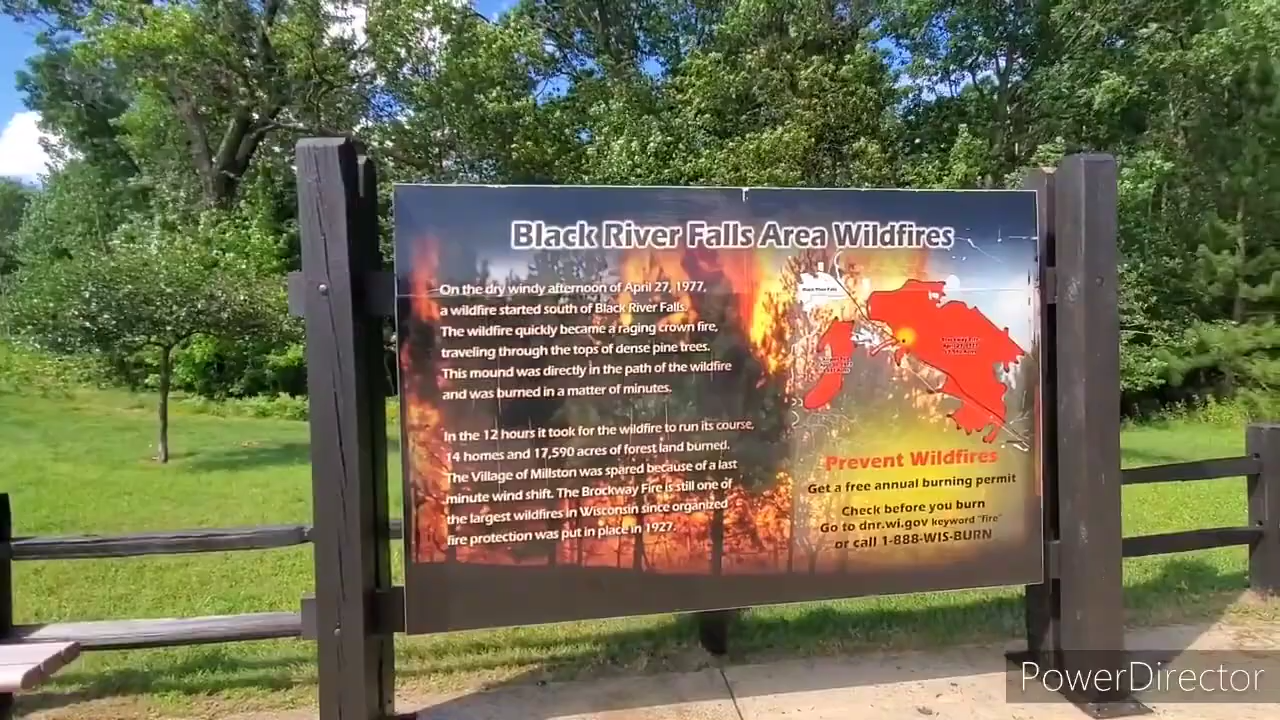 Black River Falls Area Wildfires
On the dry windy afternoon of April 27, 1977,
a wildfire started south of Black River Falls.
The wildfire quickly became a raging crown fire,
traveling through the tops of dense pine trees.
This mound was directly in the path of the wildfire
and was burned in a matter of minutes.
In the 12 hours it took for the wildfire to run its course,
14 homes and 17,590 acres of forest land burned.
The Village of Millston was spared because of a last
minute wind shift. The Brockway Fire is still one of
the largest wildfires in Wisconsin since organized
fire protection was put in place in 1927.
Black River Falls
Prevent Wildfires
Get a free annual burning permit
Check before you burn
Go to dnr.wi.gov keyword "fire"
or call 1-888-WIS-BURN
PowerDirector